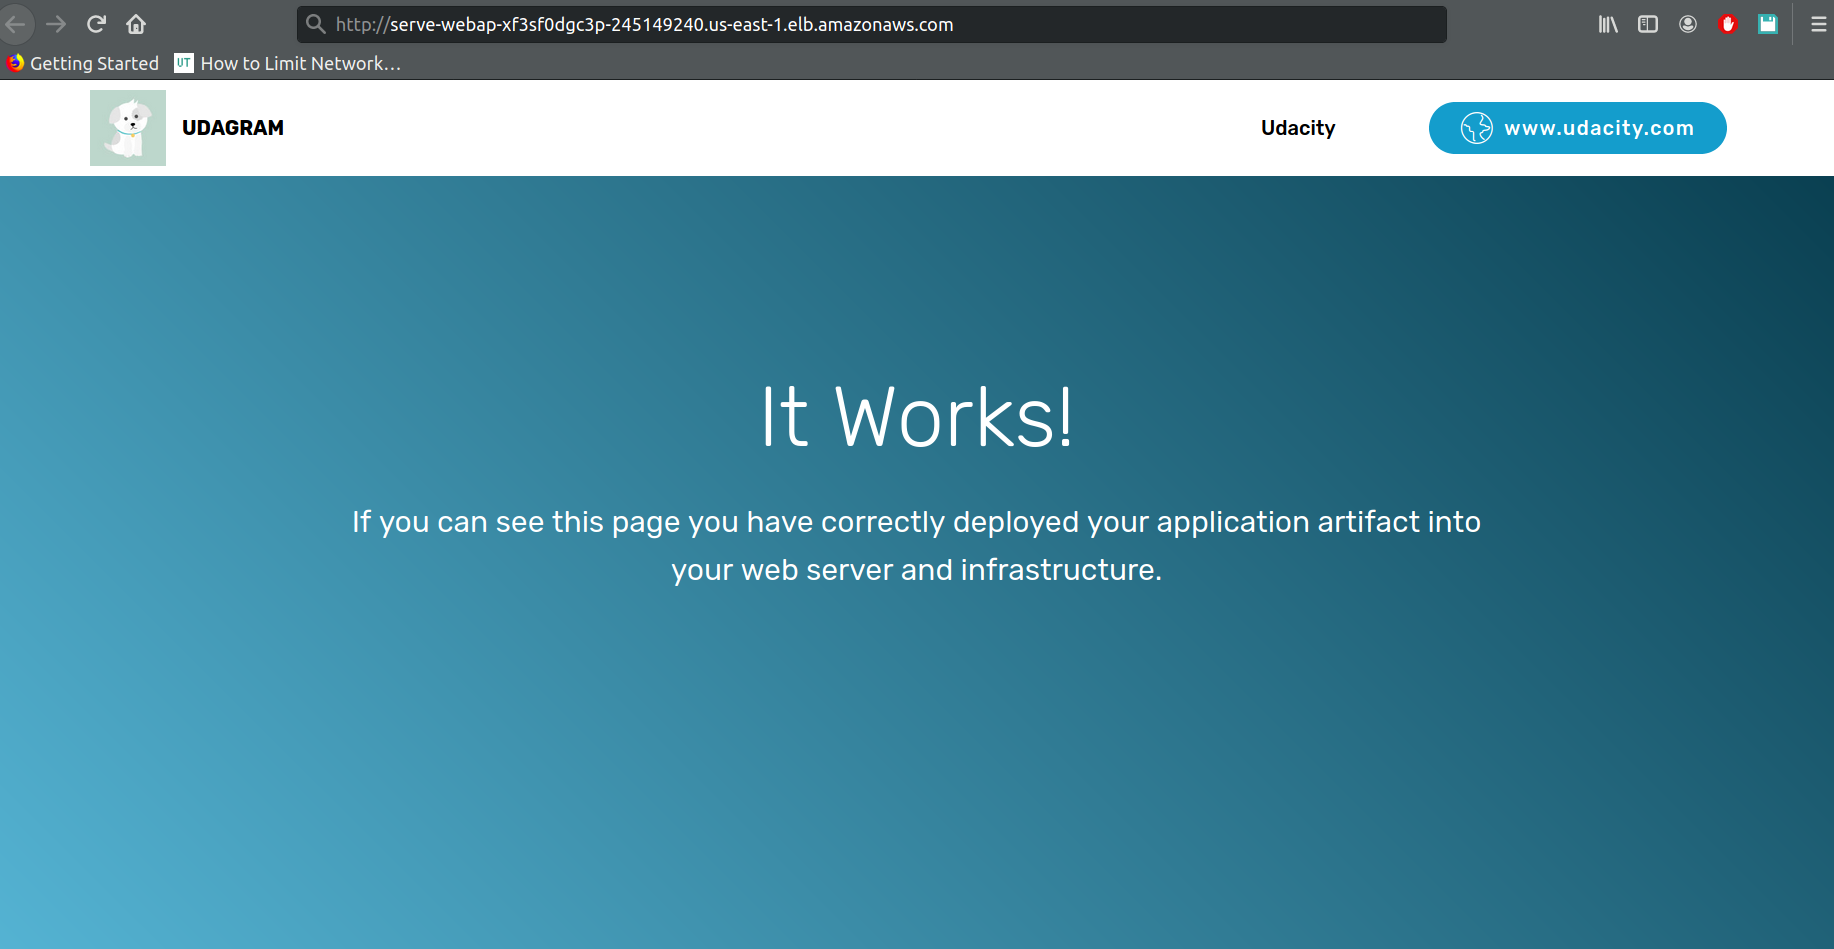 http://serve-webap-xf3sf0dgc3p-245149240.us-east-1.elb.amazonaws.com
Getting Started
UT
How to Limit Network...
UDAGRAM
Udacity
www.udacity.com
It Works!
If you can see this page you have correctly deployed your application artifact into
your web server and infrastructure.